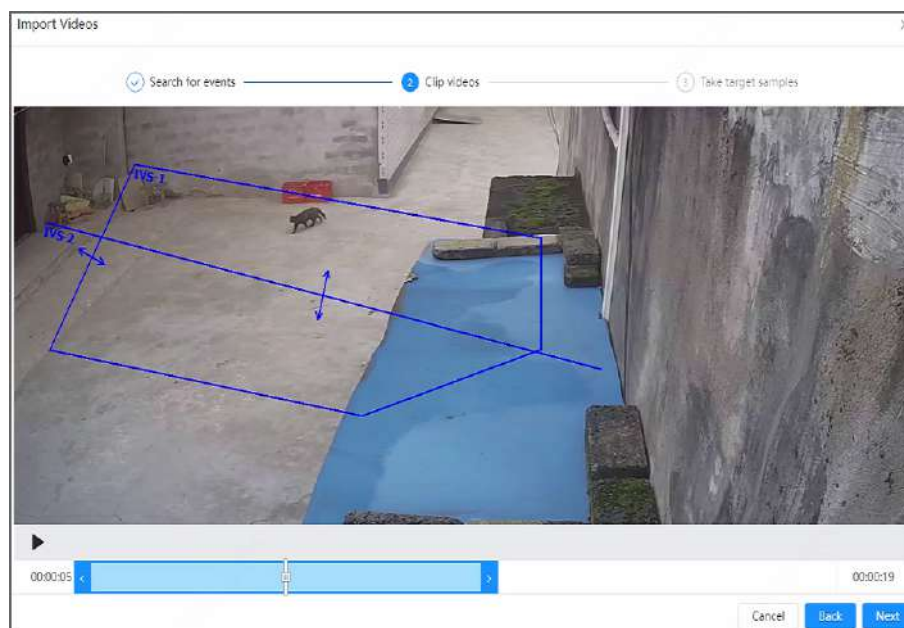 Import Videos
Search for events
2 Clip videos
3 Take target samples
IVS-1
IVS-2
00:00:05
00:00:19
Cancel
Back
Next